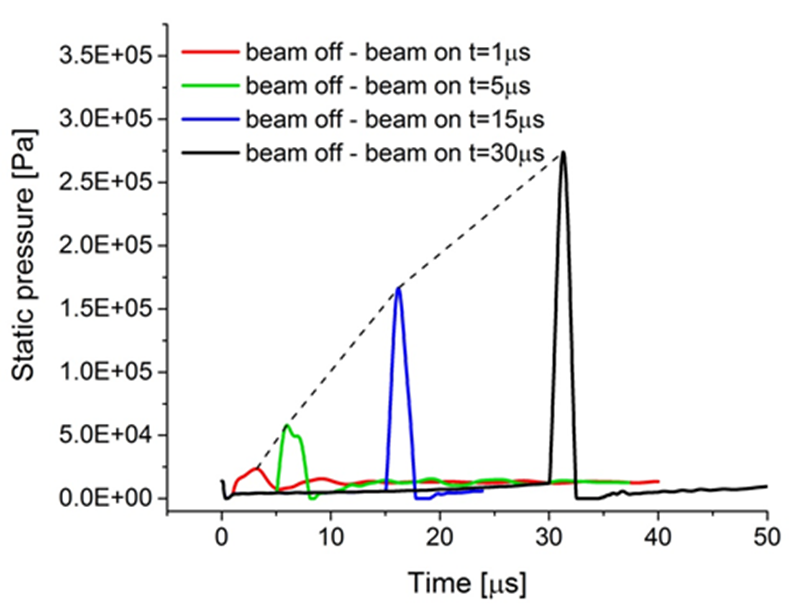 3.5E+05
3.0E+05
2.5E+05
2.0E+05
1.5E+05
1.0E+05
5.0E+04
0.0E+00
Static pressure [Pa]
beam off - beam on t=1μs
beam off - beam on t=5μs
beam off - beam on t=15μs
beam off - beam on t=30μs
0 10 20 30 40 50
Time [μs]